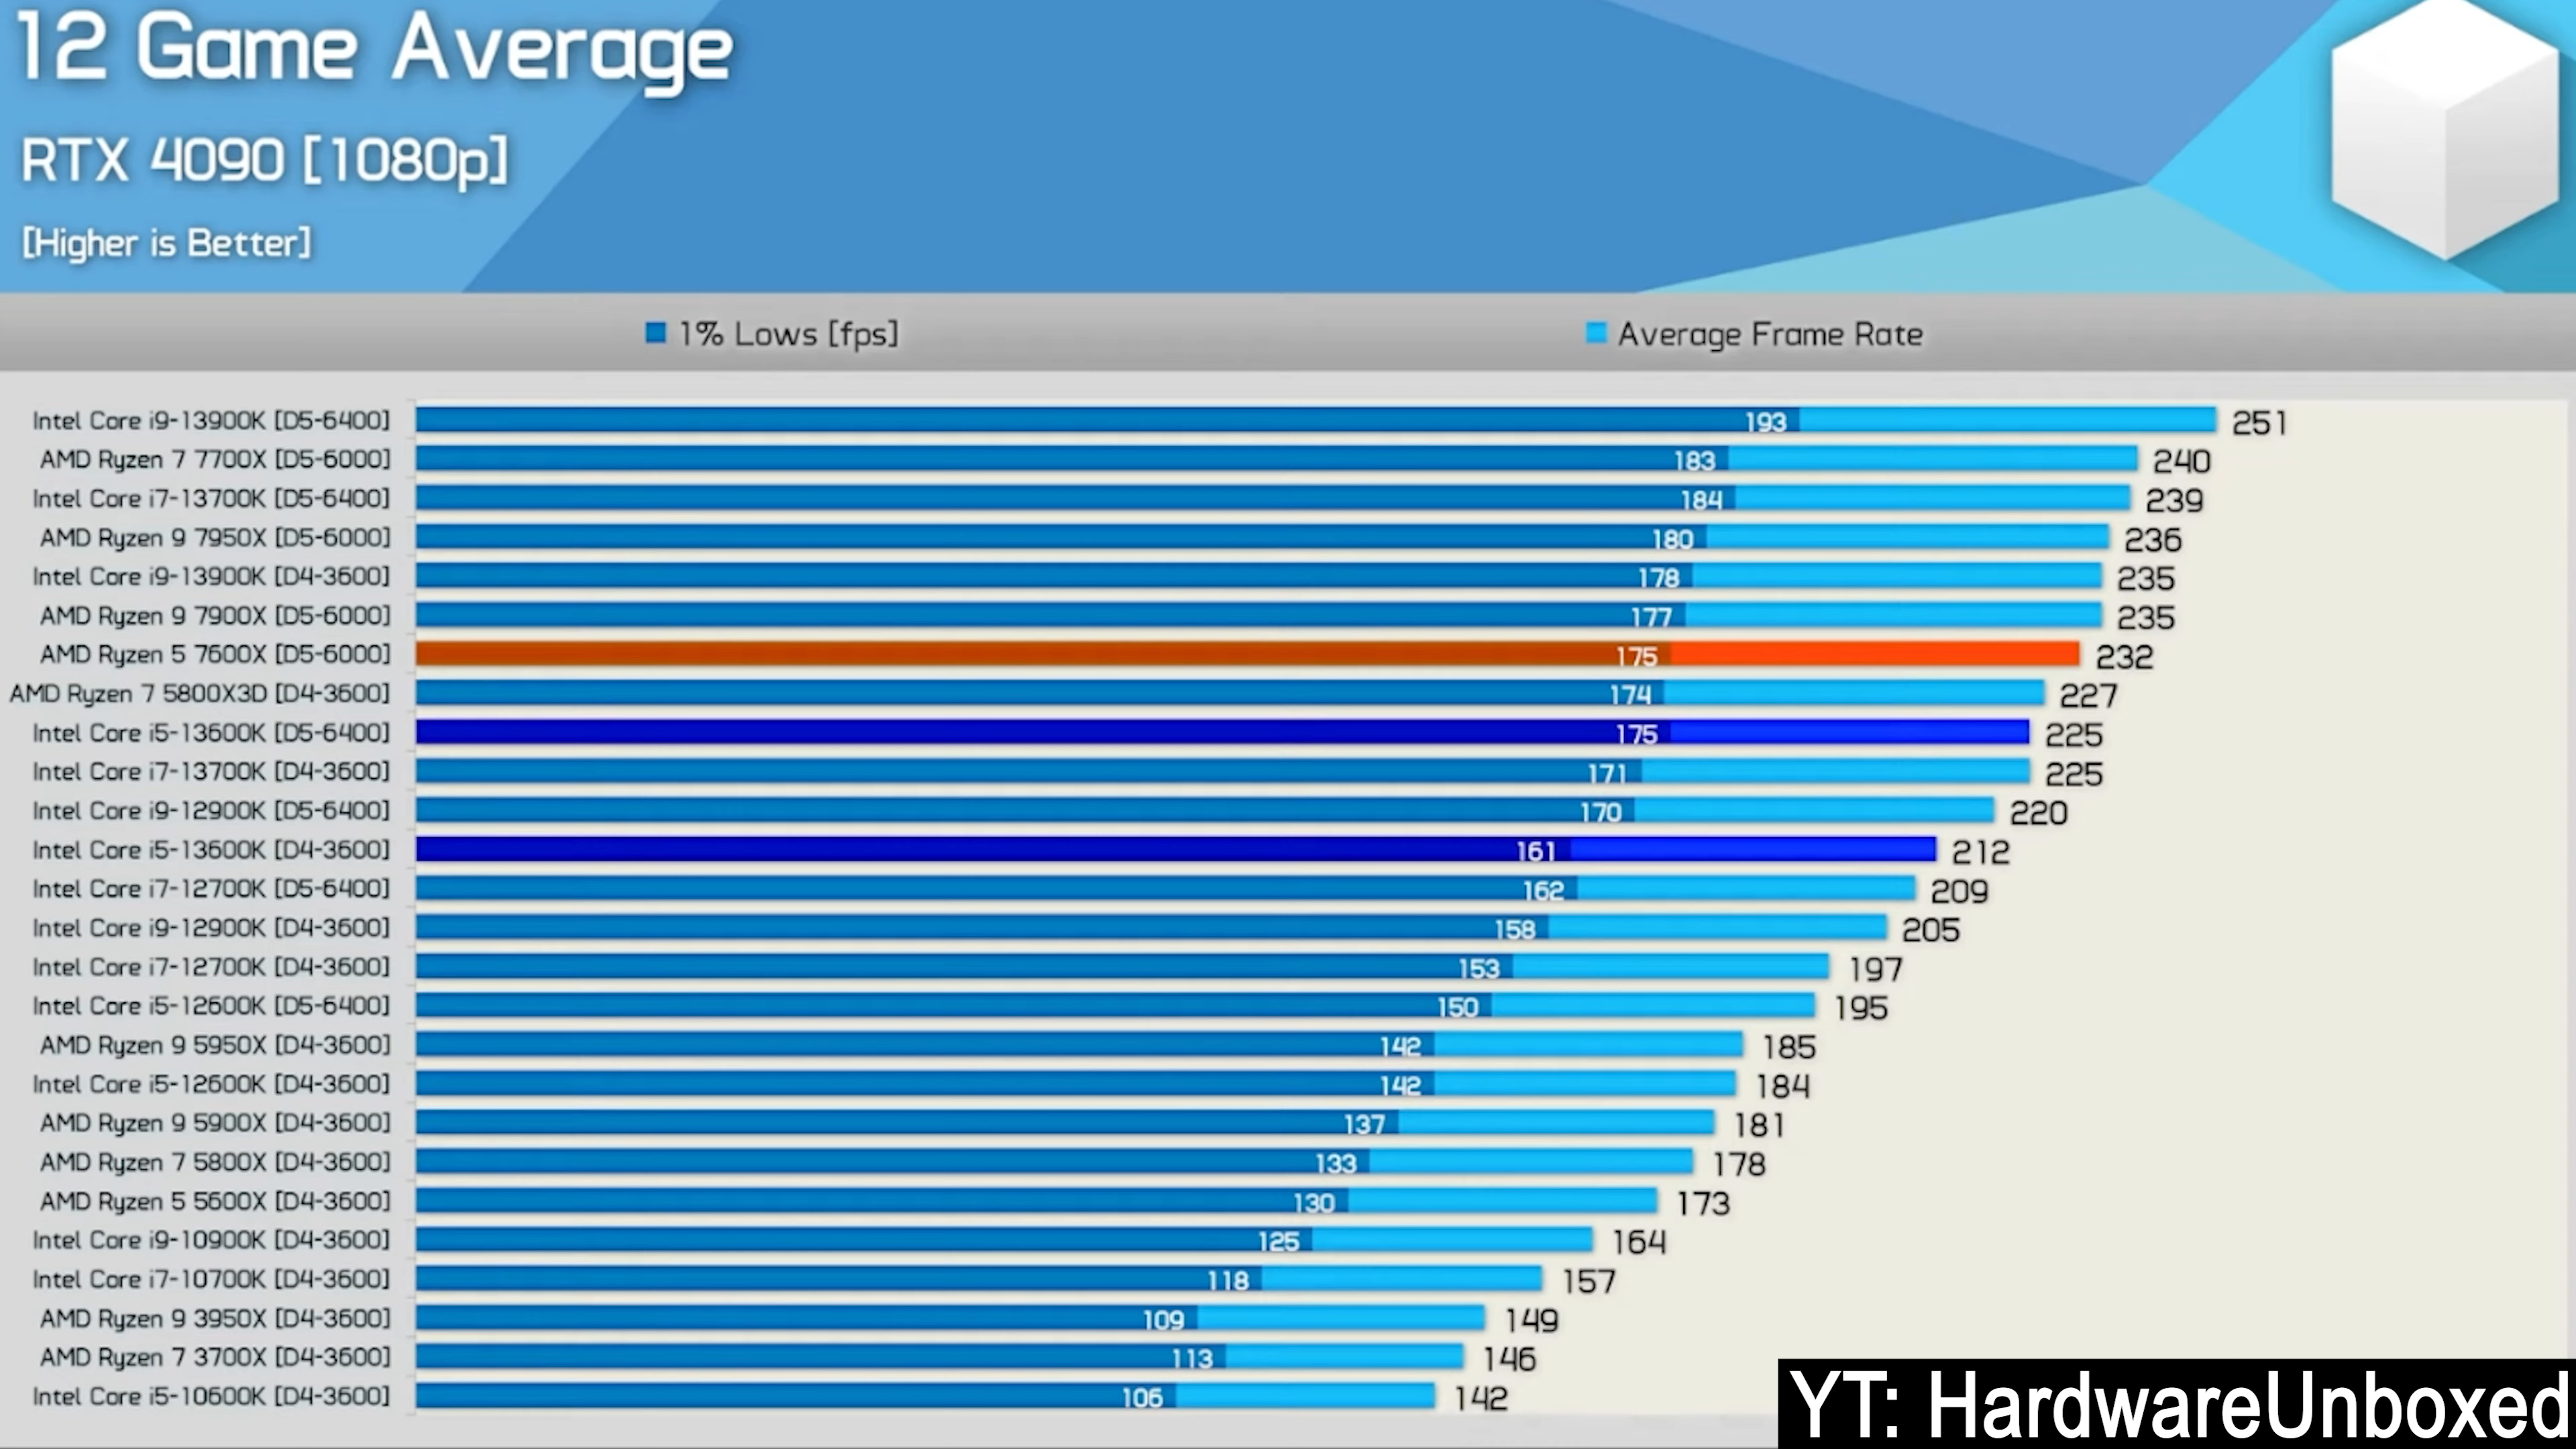 12 Game Average
RTX 4090 [1080p]
[Higher is Better]
1% Lows [fps] Average Frame Rate
Intel Core i9-13900K [D5-6400] 193 251
AMD Ryzen 7 7700X [D5-6000] 183 240
Intel Core i7-13700K [D5-6400] 184 239
AMD Ryzen 9 7950X [D5-6000] 180 236
Intel Core i9-13900K [D4-3600] 178 235
AMD Ryzen 9 7900X [D5-6000] 177 235
AMD Ryzen 5 7600X [D5-6000] 175 232
AMD Ryzen 7 5800X3D [D4-3600] 174 227
Intel Core i5-13600K [D5-6400] 175 225
Intel Core i7-13700K [D4-3600] 171 225
Intel Core i9-12900K [D5-6400] 170 220
Intel Core i5-13600K [D4-3600] 161 212
Intel Core i7-12700K [D5-6400] 162 209
Intel Core i9-12900K [D4-3600] 158 205
Intel Core i7-12700K [D4-3600] 153 197
Intel Core i5-12600K [D5-6400] 150 195
AMD Ryzen 9 5950X [D4-3600] 142 185
Intel Core i5-12600K [D4-3600] 142 184
AMD Ryzen 9 5900X [D4-3600] 137 181
AMD Ryzen 7 5800X [D4-3600] 133 178
AMD Ryzen 5 5600X [D4-3600] 130 173
Intel Core i9-10900K [D4-3600] 125 164
Intel Core i7-10700K [D4-3600] 118 157
AMD Ryzen 9 3950X [D4-3600] 109 149
AMD Ryzen 7 3700X [D4-3600] 113 146
Intel Core i5-10600K [D4-3600] 106 142
YT: HardwareUnboxed